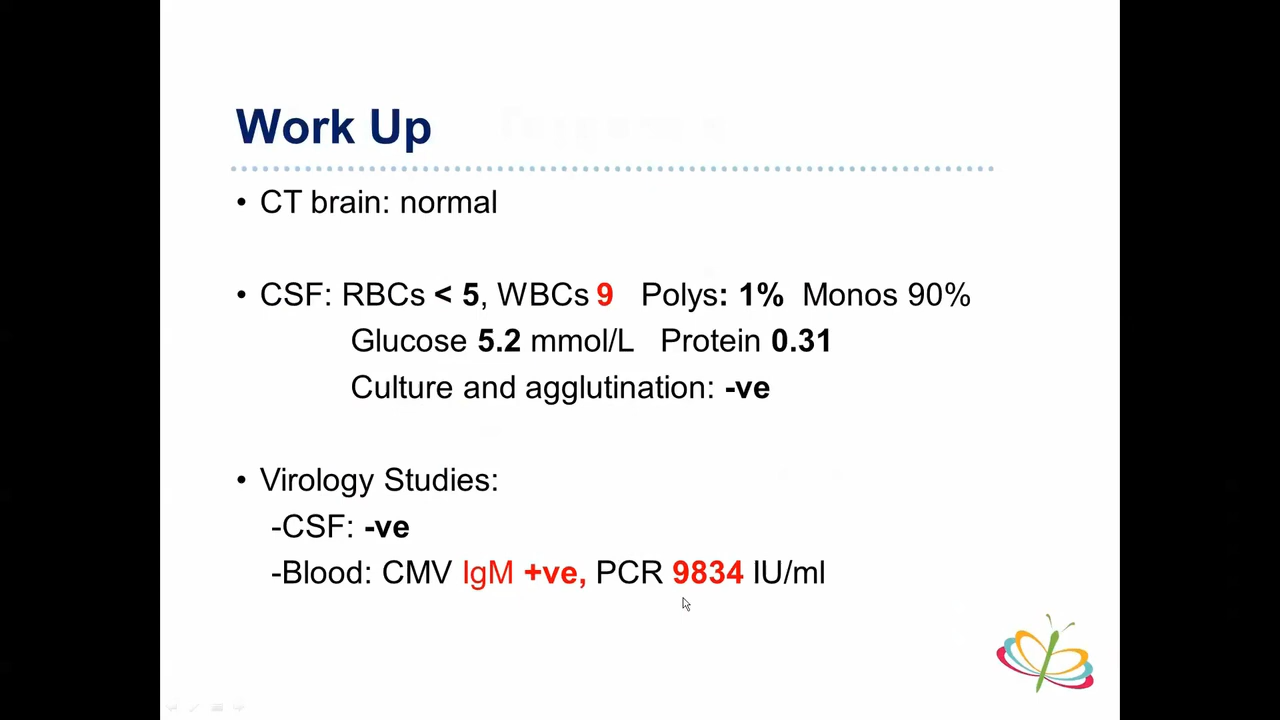 Work Up
• CT brain: normal
• CSF: RBCs < 5, WBCs 9 Polys: 1% Monos 90%
Glucose 5.2 mmol/L Protein 0.31
Culture and agglutination: -ve
• Virology Studies:
-CSF: -ve
-Blood: CMV IgM +ve, PCR 9834 IU/ml